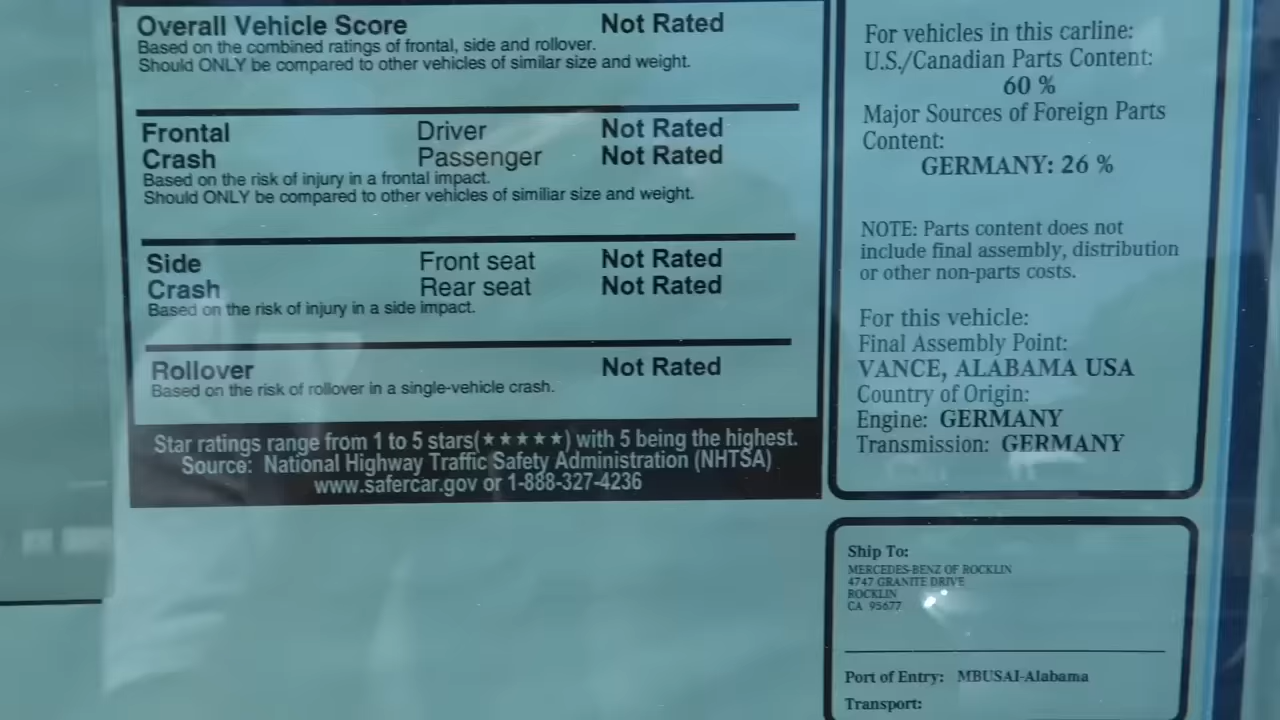 Overall Vehicle Score Not Rated
Based on the combined ratings of frontal, side and rollover.
Should ONLY be compared to other vehicles of similar size and weight.
Frontal Driver Not Rated
Crash Passenger Not Rated
Based on the risk of injury in a frontal impact.
Should ONLY be compared to other vehicles of similiar size and weight.
Side Front seat Not Rated
Crash Rear seat Not Rated
Based on the risk of injury in a side impact.
Rollover Not Rated
Based on the risk of rollover in a single-vehicle crash.
Star ratings range from 1 to 5 stars(★★★★★) with 5 being the highest.
Source: National Highway Traffic Safety Administration (NHTSA)
www.safercar.gov or 1-888-327-4236
For vehicles in this carline:
U.S./Canadian Parts Content:
60 %
Major Sources of Foreign Parts
Content:
GERMANY: 26 %
NOTE: Parts content does not
include final assembly, distribution
or other non-parts costs.
For this vehicle:
Final Assembly Point:
VANCE, ALABAMA USA
Country of Origin:
Engine: GERMANY
Transmission: GERMANY
Ship To:
MERCEDES-BENZ OF ROCKLIN
4747 GRANITE DRIVE
ROCKLIN
CA 95677
Port of Entry: MBUSAI-Alabama
Transport: